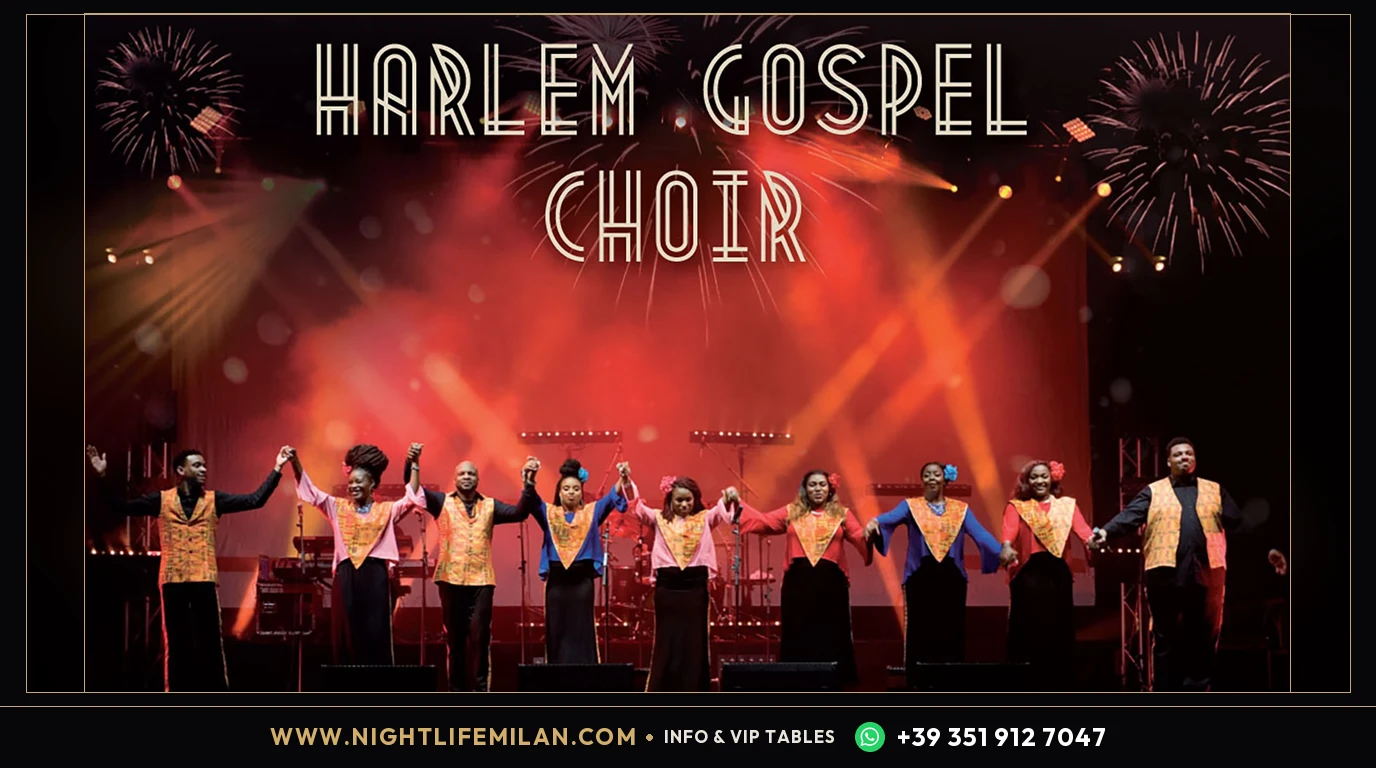 HARLEM GOSPEL
CHOIR
WWW.NIGHTLIFEMILAN.COM • INFO & VIP TABLES +39 351 912 7047